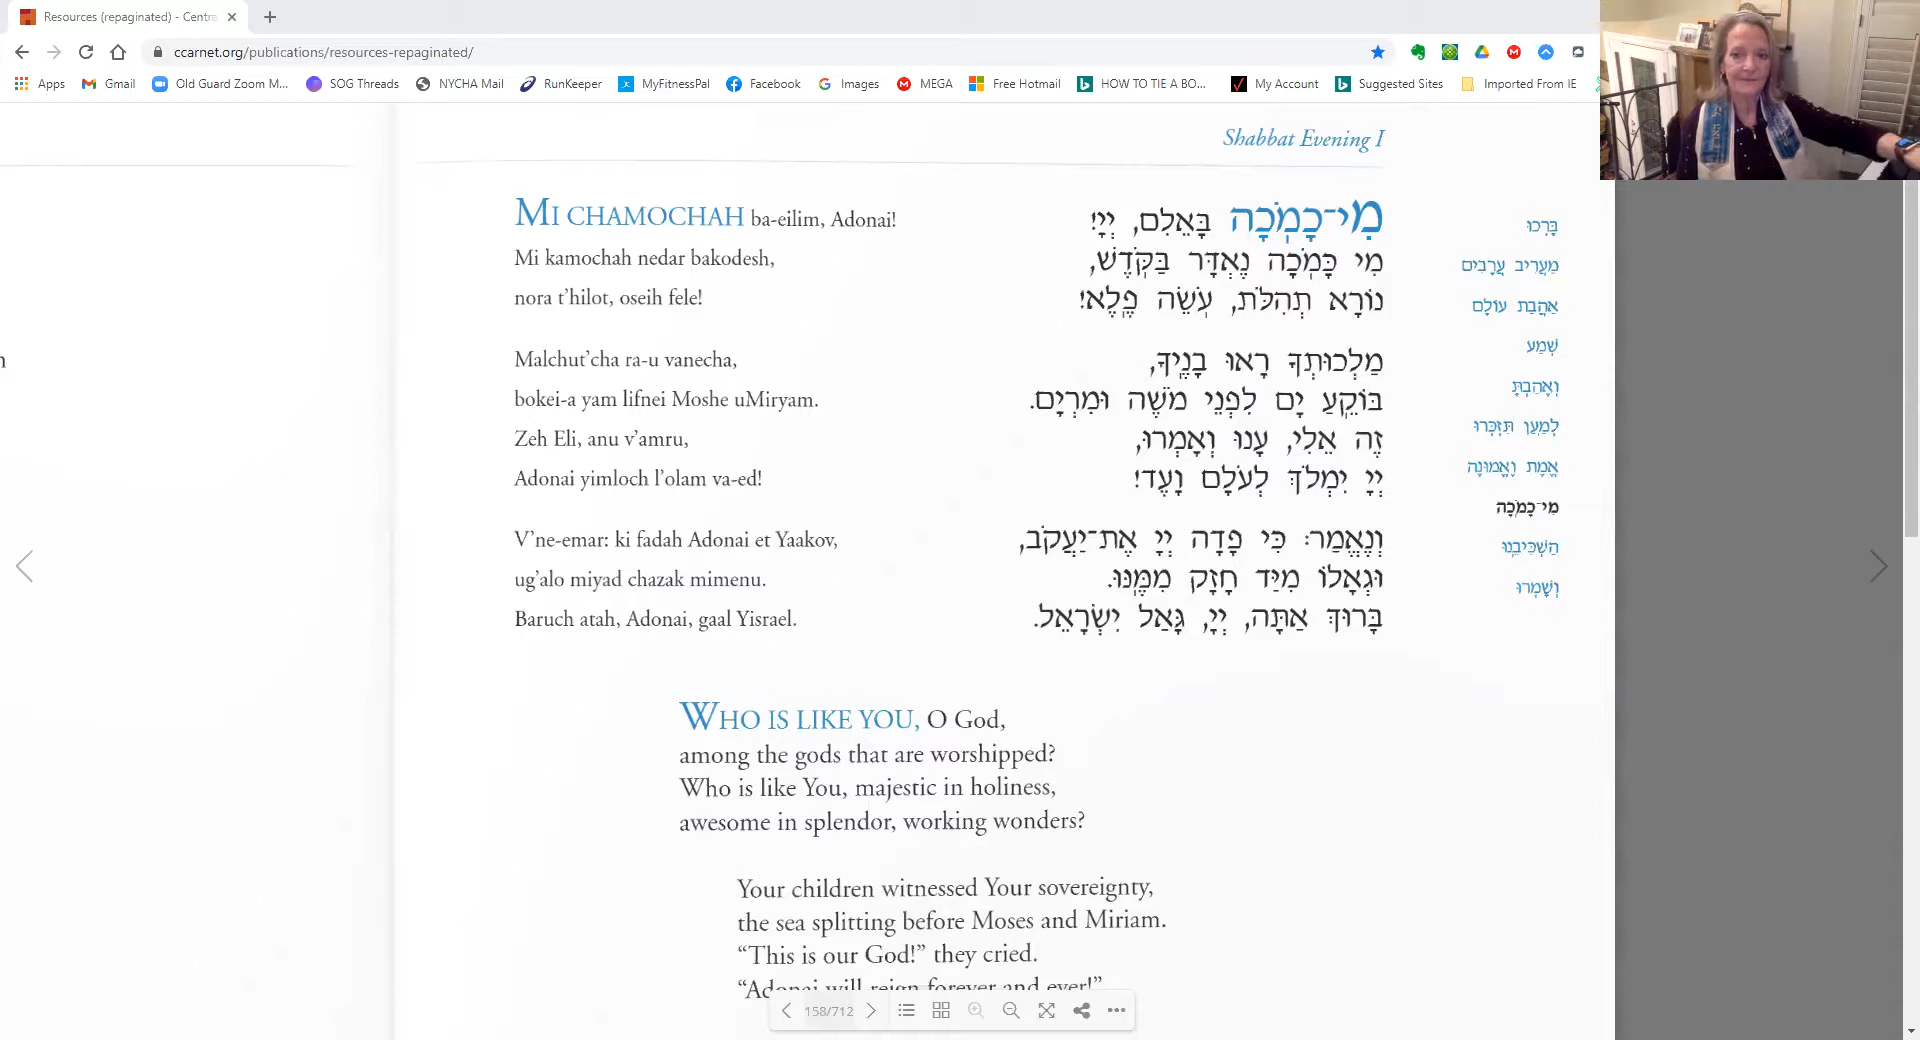 Resources (repaginated) - Centra
ccarnet.org/publications/resources-repaginated/
Apps Gmail Old Guard Zoom M... SOG Threads NYCHA Mail RunKeeper MyFitnessPal Facebook Images MEGA Free Hotmail HOW TO TIE A BO... My Account Suggested Sites Imported From IE
Shabbat Evening I
MI CHAMOCHAH ba-eilim, Adonai!
Mi kamochah nedar bakodesh,
nora t'hilot, oseih fele!
Malchut'cha ra-u vanecha,
bokei-a yam lifnei Moshe uMiryam.
Zeh Eli, anu v'amru,
Adonai yimloch l'olam va-ed!
V'ne-emar: ki fadah Adonai et Yaakov,
ug'alo miyad chazak mimenu.
Baruch atah, Adonai, gaal Yisrael.
מִי־כָמֹֽכָה בָּאֵלִם, יְיָ!
מִי כָּמֹֽכָה נֶאְדָּר בַּקֹּֽדֶשׁ,
נוֹרָא תְהִלֹּת, עֹֽשֵׂה פֶֽלֶא!
מַלְכוּתְךָ רָאוּ בָנֶֽיךָ,
בּוֹקֵֽעַ יָם לִפְנֵי מֹשֶׁה וּמִרְיָם.
זֶה אֵלִי, עָנוּ וְאָמְרוּ,
יְיָ יִמְלֹךְ לְעֹלָם וָעֶד!
וְנֶאֱמַר: כִּי פָדָה יְיָ אֶת־יַעֲקֹב,
וּגְאָלוֹ מִיַּד חָזָק מִמֶּֽנּוּ.
בָּרוּךְ אַתָּה, יְיָ, גָּאַל יִשְׂרָאֵל.
בָּרְכוּ
מַעֲרִיב עֲרָבִים
אַהֲבַת עוֹלָם
שְׁמַע
וְאָהַבְתָּ
לְמַֽעַן תִּזְכְּרוּ
אֱמֶת וֶאֱמוּנָה
מִי־כָמֹֽכָה
הַשְׁכִּיבֵֽנוּ
וְשָׁמְרוּ
WHO IS LIKE YOU, O God,
among the gods that are worshipped?
Who is like You, majestic in holiness,
awesome in splendor, working wonders?
Your children witnessed Your sovereignty,
the sea splitting before Moses and Miriam.
“This is our God!” they cried.
“Adonai will reign forever and ever!”
158/712